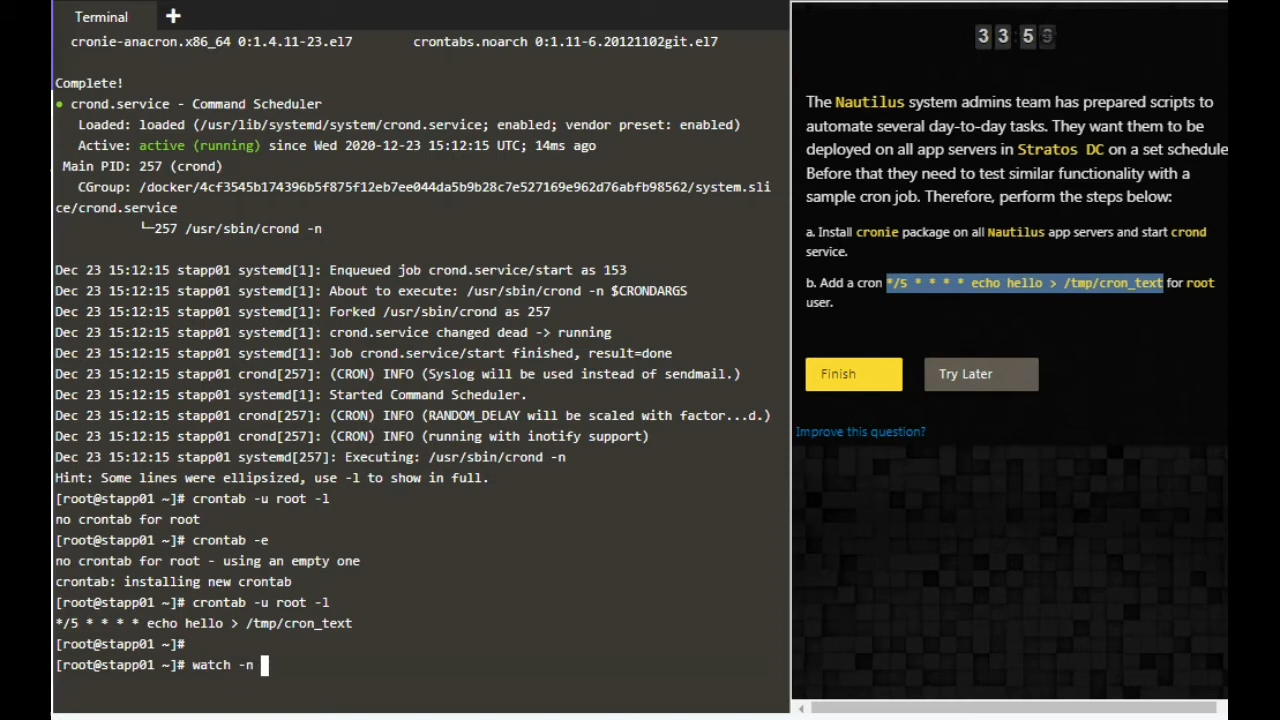 Terminal +
cronie-anacron.x86_64 0:1.4.11-23.el7 crontabs.noarch 0:1.11-6.20121102git.el7
Complete!
● crond.service - Command Scheduler
Loaded: loaded (/usr/lib/systemd/system/crond.service; enabled; vendor preset: enabled)
Active: active (running) since Wed 2020-12-23 15:12:15 UTC; 14ms ago
Main PID: 257 (crond)
CGroup: /docker/4cf3545b174396b5f875f12eb7ee044da5b9b28c7e527169e962d76abfb98562/system.sli
ce/crond.service
└─257 /usr/sbin/crond -n
Dec 23 15:12:15 stapp01 systemd[1]: Enqueued job crond.service/start as 153
Dec 23 15:12:15 stapp01 systemd[1]: About to execute: /usr/sbin/crond -n $CRONDARGS
Dec 23 15:12:15 stapp01 systemd[1]: Forked /usr/sbin/crond as 257
Dec 23 15:12:15 stapp01 systemd[1]: crond.service changed dead -> running
Dec 23 15:12:15 stapp01 systemd[1]: Job crond.service/start finished, result=done
Dec 23 15:12:15 stapp01 crond[257]: (CRON) INFO (Syslog will be used instead of sendmail.)
Dec 23 15:12:15 stapp01 systemd[1]: Started Command Scheduler.
Dec 23 15:12:15 stapp01 crond[257]: (CRON) INFO (RANDOM_DELAY will be scaled with factor...d.)
Dec 23 15:12:15 stapp01 crond[257]: (CRON) INFO (running with inotify support)
Dec 23 15:12:15 stapp01 systemd[257]: Executing: /usr/sbin/crond -n
Hint: Some lines were ellipsized, use -l to show in full.
[root@stapp01 ~]# crontab -u root -l
no crontab for root
[root@stapp01 ~]# crontab -e
no crontab for root - using an empty one
crontab: installing new crontab
[root@stapp01 ~]# crontab -u root -l
*/5 * * * * echo hello > /tmp/cron_text
[root@stapp01 ~]#
[root@stapp01 ~]# watch -n
33:5
The Nautilus system admins team has prepared scripts to
automate several day-to-day tasks. They want them to be
deployed on all app servers in Stratos DC on a set schedule
Before that they need to test similar functionality with a
sample cron job. Therefore, perform the steps below:
a. Install cronie package on all Nautilus app servers and start crond
service.
b. Add a cron */5 * * * * echo hello > /tmp/cron_text for root
user.
Finish Try Later
Improve this question?